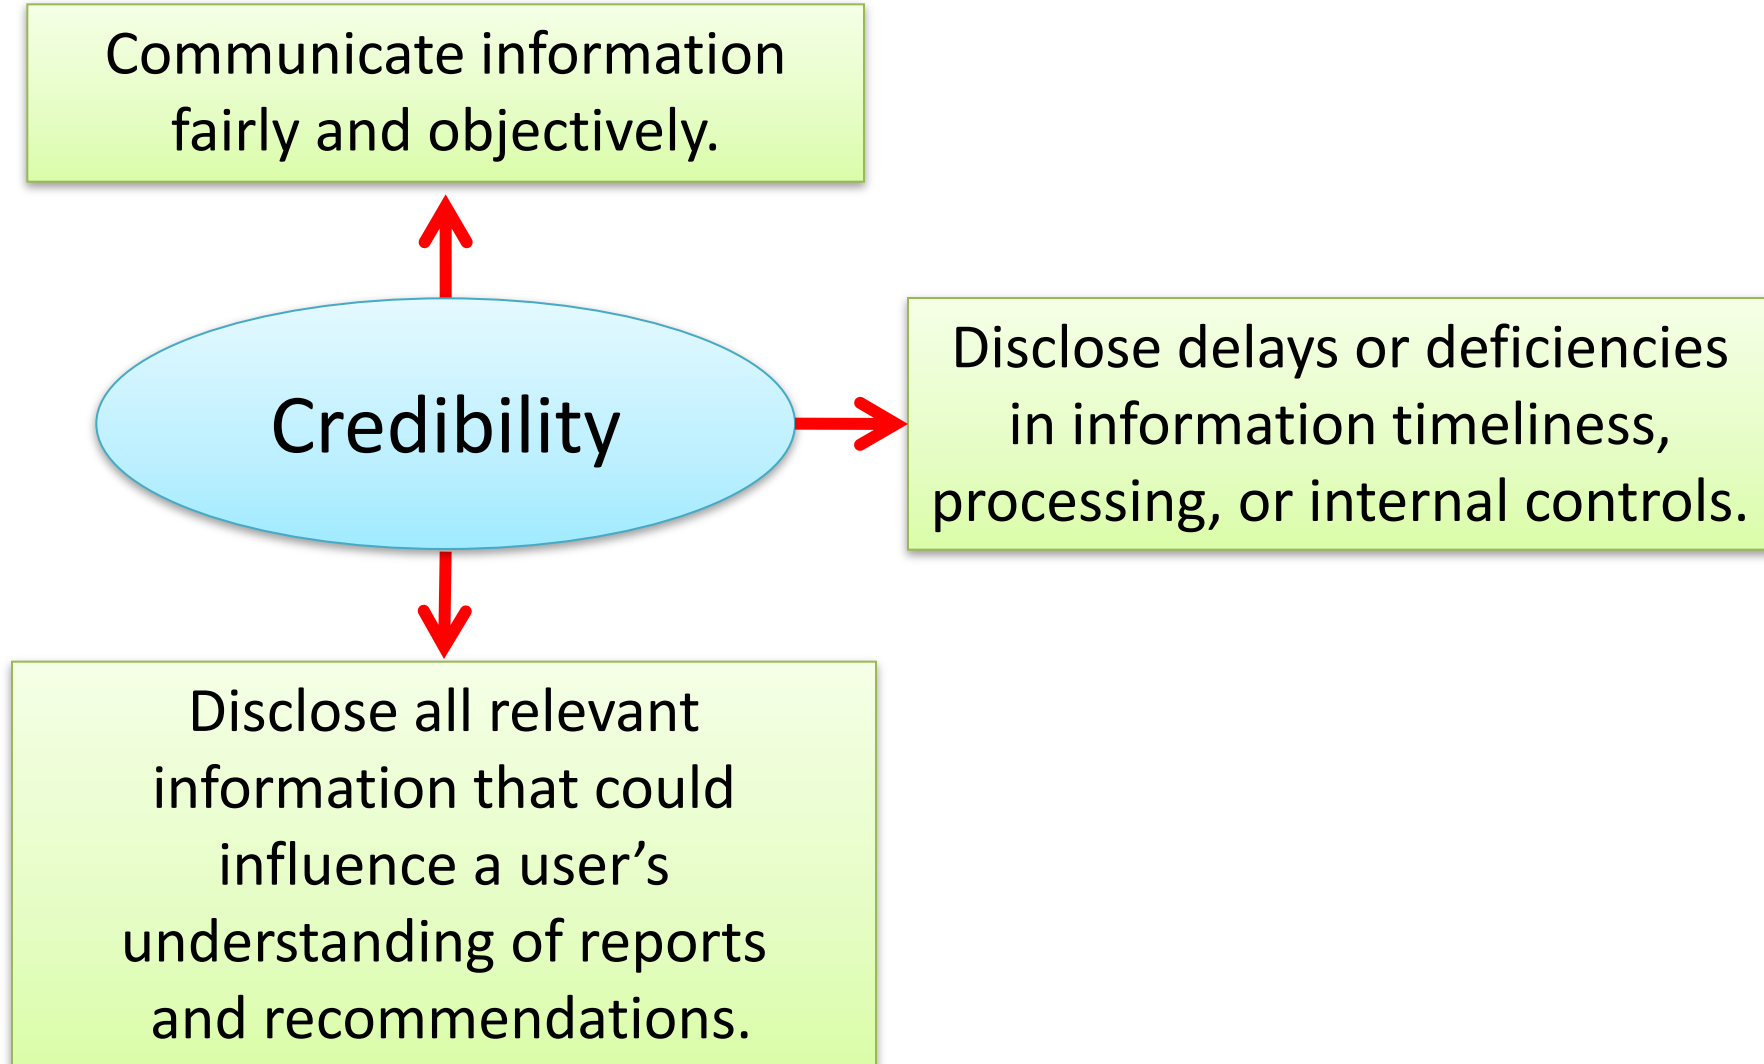 Communicate information
fairly and objectively.
Credibility
Disclose delays or deficiencies
in information timeliness,
processing, or internal controls.
Disclose all relevant
information that could
influence a user’s
understanding of reports
and recommendations.